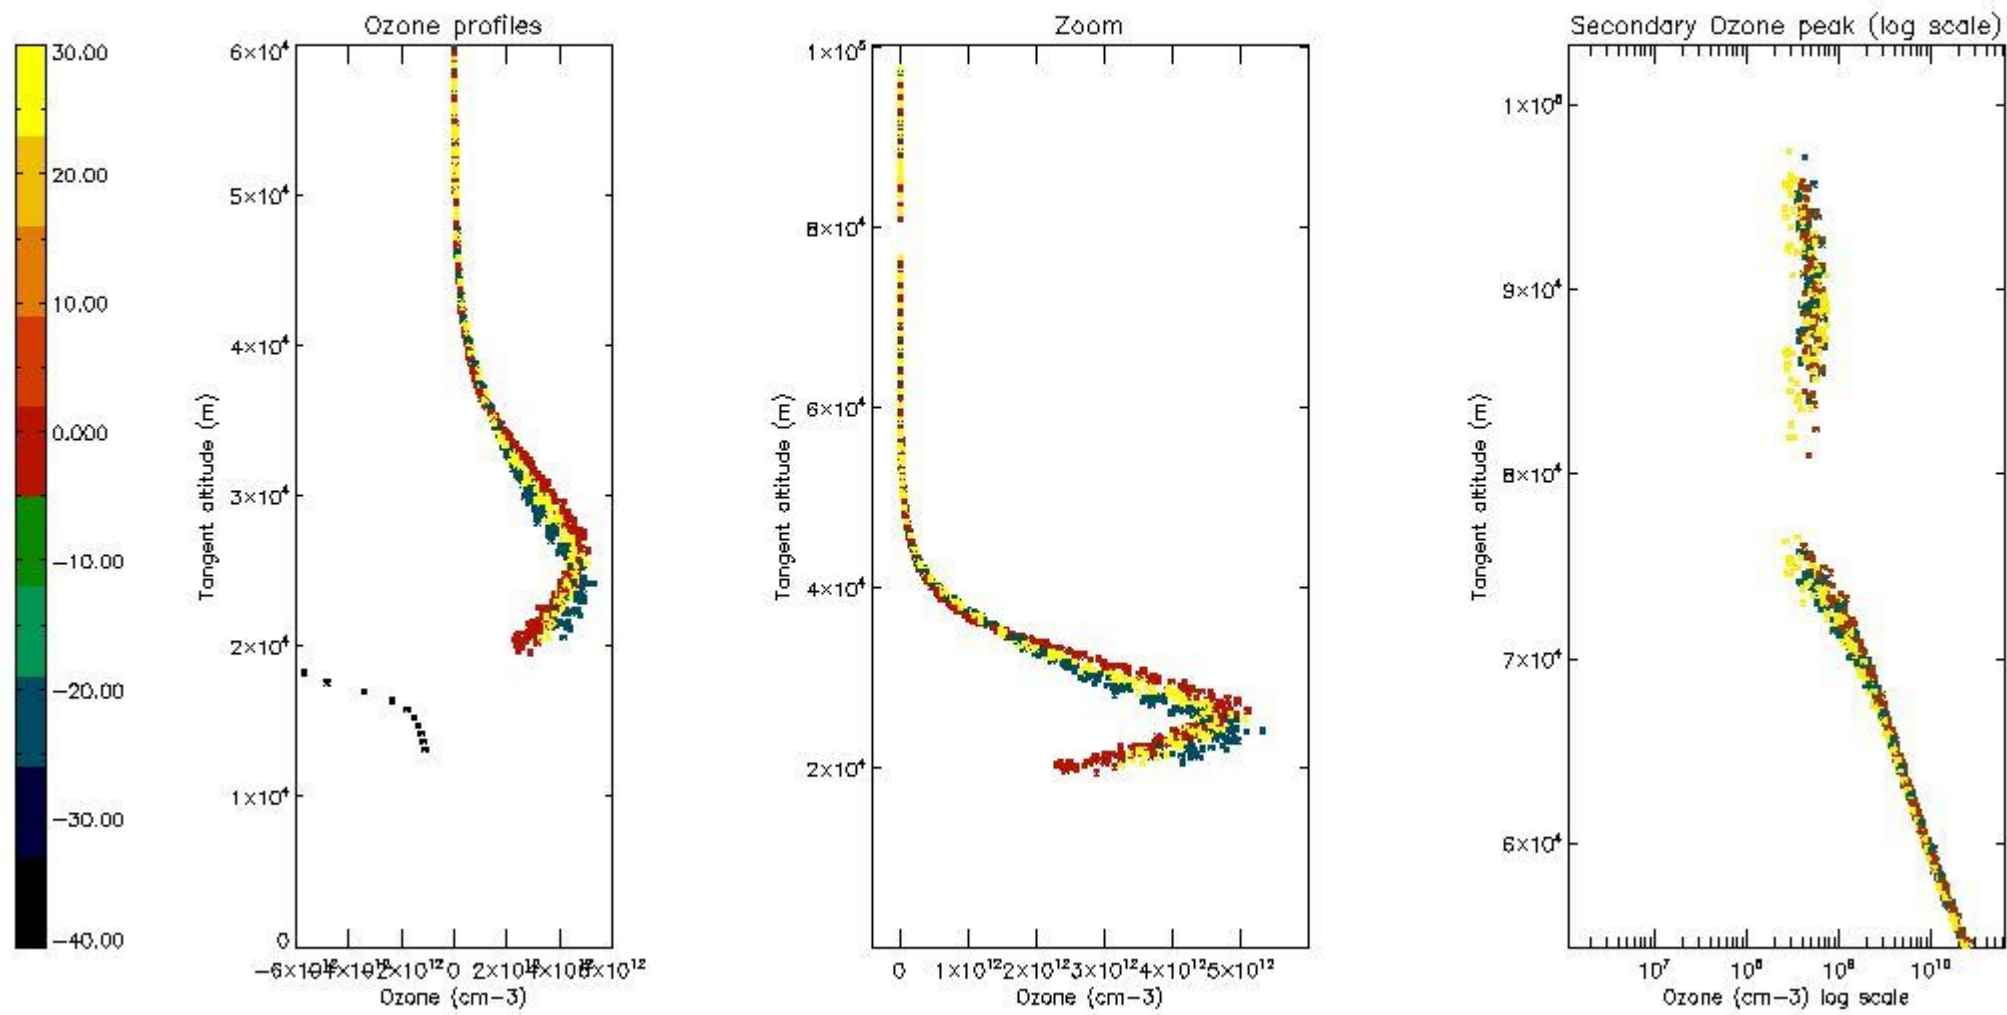 Ozone profiles
Zoom
Secondary Ozone peak (log scale)
30.00
20.00
10.00
0.000
−10.00
−20.00
−30.00
−40.00
6×10⁴
5×10⁴
4×10⁴
3×10⁴
2×10⁴
1×10⁴
0
Tangent altitude (m)
0
Ozone (cm−3)
1×10⁵
8×10⁴
6×10⁴
4×10⁴
2×10⁴
Tangent altitude (m)
0 1×10¹² 2×10¹² 3×10¹² 4×10¹² 5×10¹²
Ozone (cm−3)
9×10⁴
8×10⁴
7×10⁴
6×10⁴
Tangent altitude (m)
10⁷ 10⁸ 10⁹ 10¹⁰
Ozone (cm−3) log scale